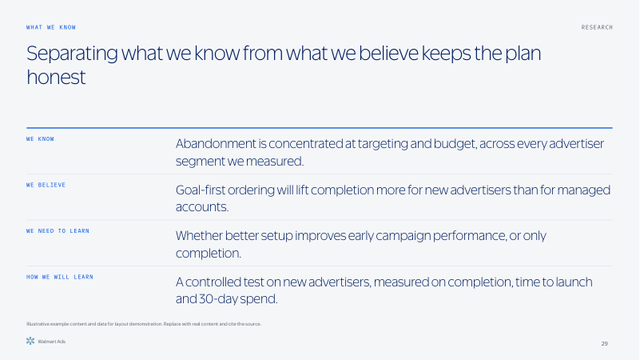 WHAT WE KNOW
RESEARCH
Separating what we know from what we believe keeps the plan
honest
WE KNOW
Abandonment is concentrated at targeting and budget, across every advertiser
segment we measured.
WE BELIEVE
Goal-first ordering will lift completion more for new advertisers than for managed
accounts.
WE NEED TO LEARN
Whether better setup improves early campaign performance, or only
completion.
HOW WE WILL LEARN
A controlled test on new advertisers, measured on completion, time to launch
and 30-day spend.
Illustrative example content and data for layout demonstration. Replace with real content and cite the source.
Walmart Ads
29